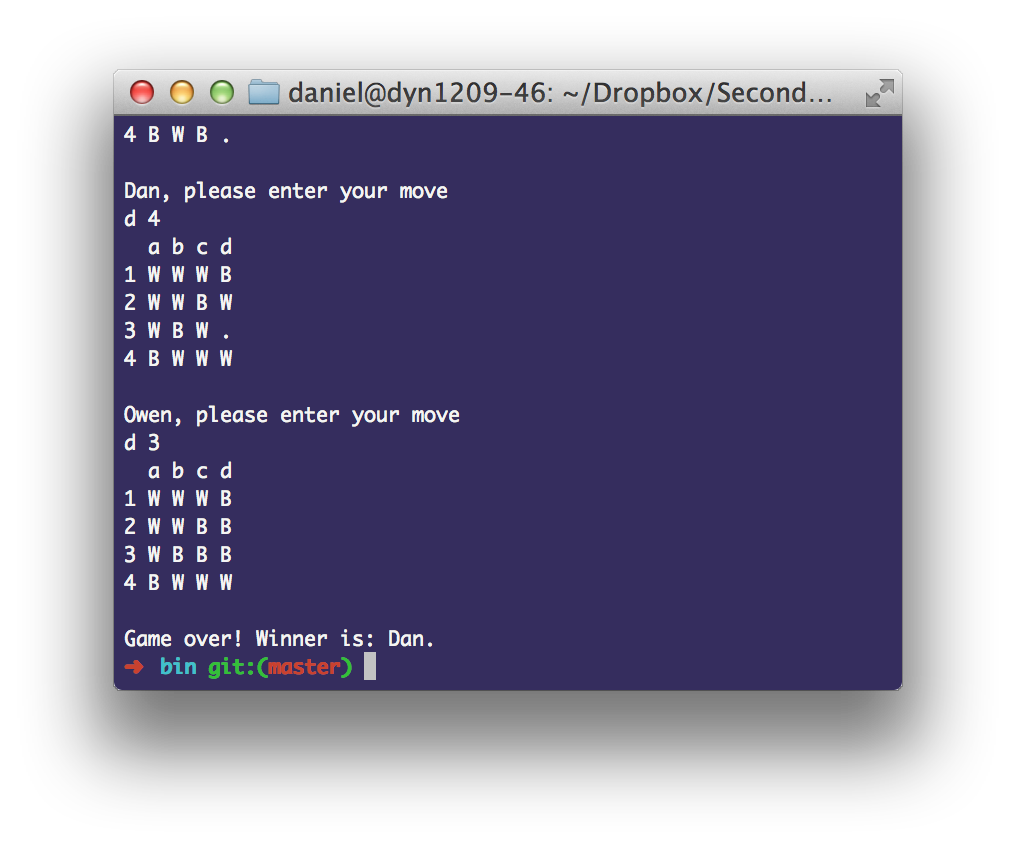 daniel@dyn1209-46: ~/Dropbox/Second...
4 B W B .
Dan, please enter your move
d 4
  a b c d
1 W W W B
2 W W B W
3 W B W .
4 B W W W
Owen, please enter your move
d 3
  a b c d
1 W W W B
2 W W B B
3 W B B B
4 B W W W
Game over! Winner is: Dan.
➜ bin git:(master)